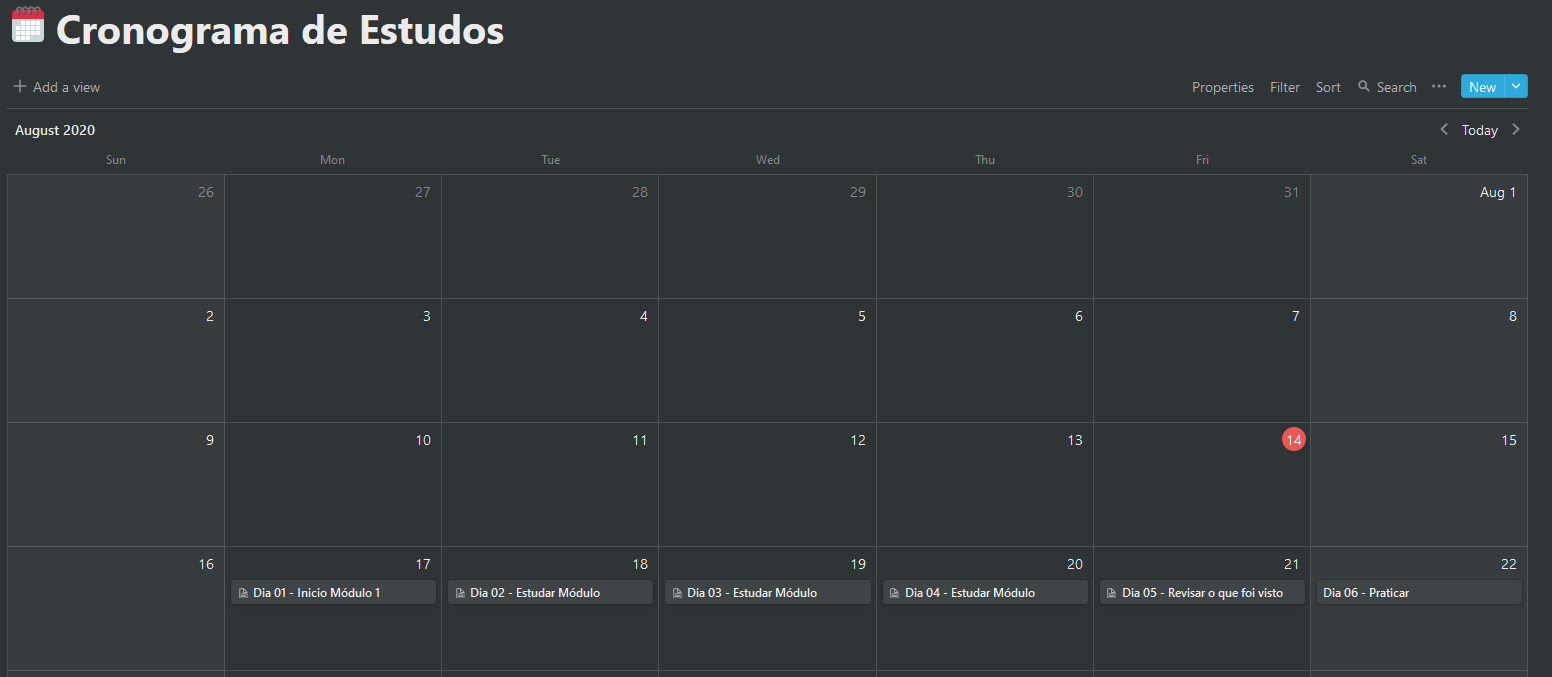 Cronograma de Estudos
Add a view
Properties Filter Sort Search New
August 2020
Today
Sun Mon Tue Wed Thu Fri Sat
26 27 28 29 30 31 Aug 1
2 3 4 5 6 7 8
9 10 11 12 13 14 15
16 17 18 19 20 21 22
Dia 01 - Inicio Módulo 1 Dia 02 - Estudar Módulo Dia 03 - Estudar Módulo Dia 04 - Estudar Módulo Dia 05 - Revisar o que foi visto Dia 06 - Praticar